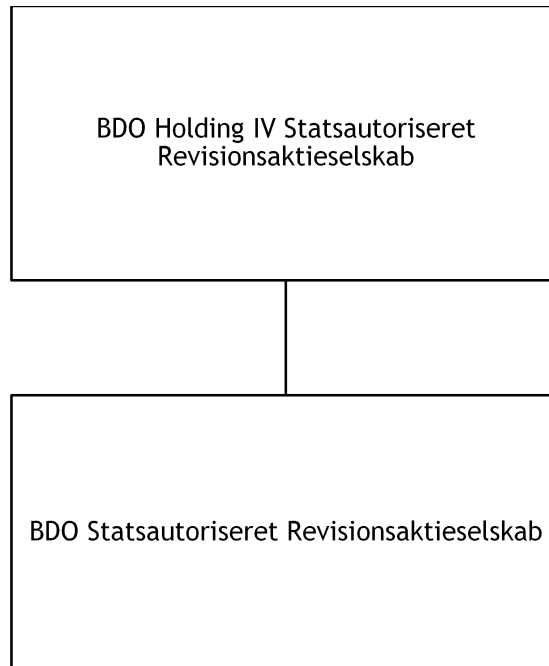 BDO Holding IV Statsautoriseret
Revisionsaktieselskab
BDO Statsautoriseret Revisionsaktieselskab